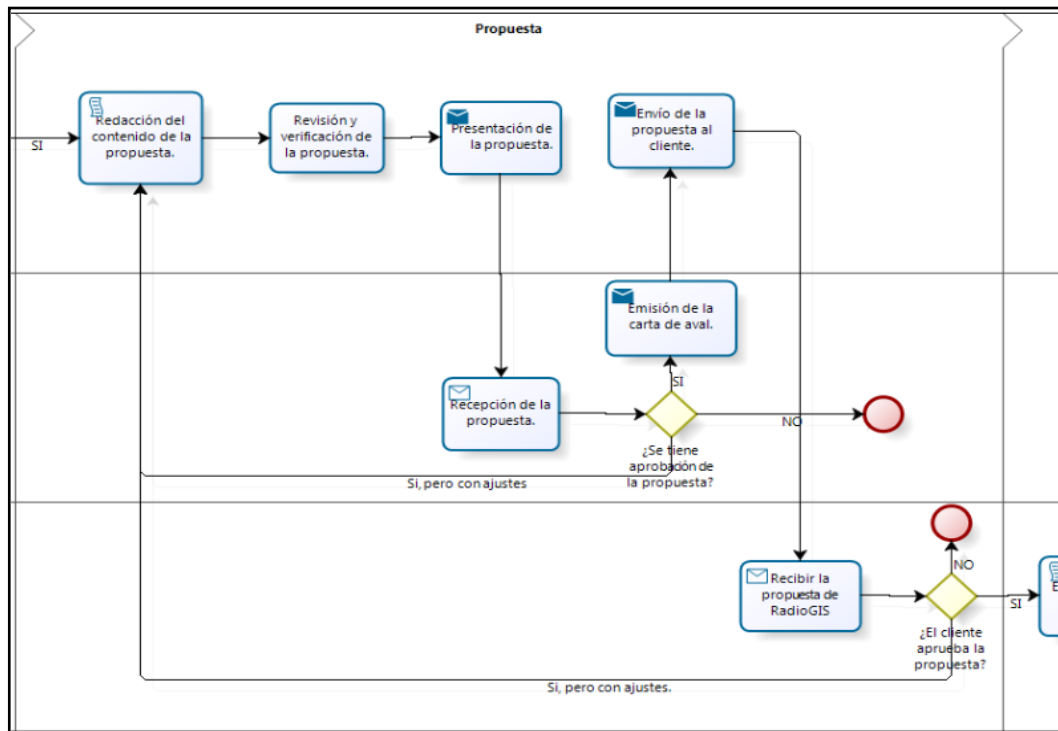 Propuesta
SI
Redacción del
contenido de la
propuesta.
Revisión y
verificación de
la propuesta.
Presentación de
la propuesta.
Envío de la
propuesta al
cliente.
Emisión de la
carta de aval.
Recepción de la
propuesta.
SI
NO
¿Se tiene
aprobación de
la propuesta?
Si, pero con ajustes
Recibir la
propuesta de
RadioGIS
NO
SI
E
¿El cliente
aprueba la
propuesta?
Si, pero con ajustes.